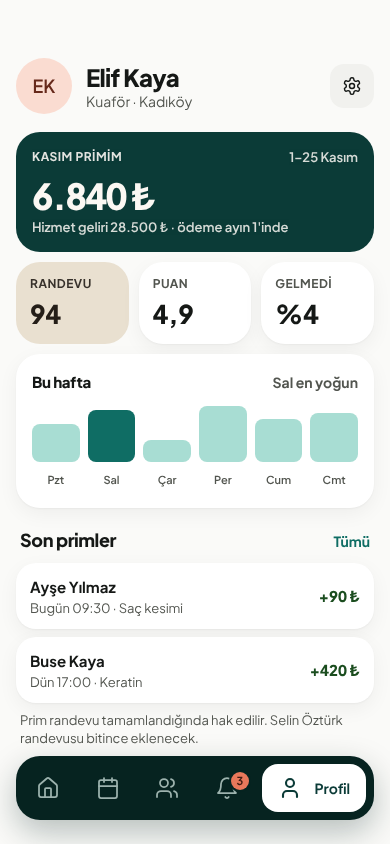 EK
Elif Kaya
Kuaför · Kadıköy
KASIM PRİMİM
1–25 Kasım
6.840 ₺
Hizmet geliri 28.500 ₺ · ödeme ayın 1'inde
RANDEVU
PUAN
GELMEDİ
94
4,9
%4
Bu hafta
Sal en yoğun
Pzt
Sal
Çar
Per
Cum
Cmt
Son primler
Tümü
Ayşe Yılmaz
Bugün 09:30 · Saç kesimi
+90 ₺
Buse Kaya
Dün 17:00 · Keratin
+420 ₺
Prim randevu tamamlandığında hak edilir. Selin Öztürk
randevusu bitince eklenecek.
3
Profil